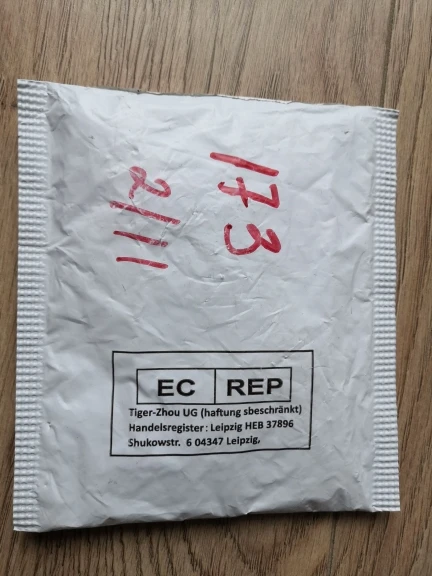 173
2/11
EC REP
Tiger-Zhou UG (haftung sbeschränkt)
Handelsregister: Leipzig HEB 37896
Shukowstr. 6 04347 Leipzig,